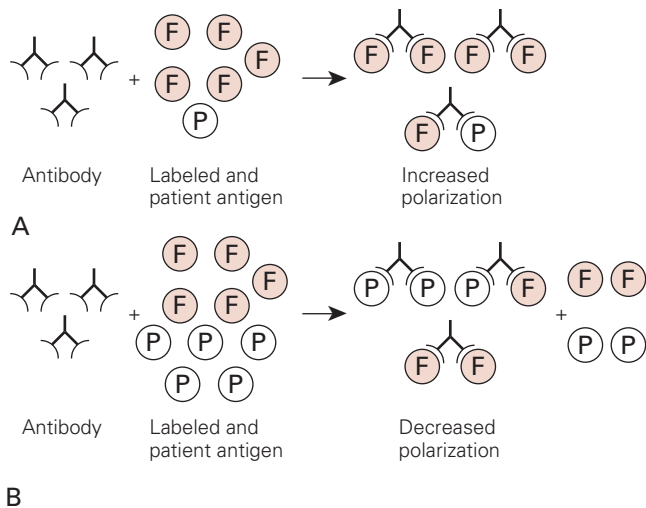 F F F F F
F F P
+
F F F P
Antibody
Labeled and
patient antigen
Increased
polarization
A
F F F
F F
P P P
P P
+
P P P F
F F
+
F F
P P
Antibody
Labeled and
patient antigen
Decreased
polarization
B